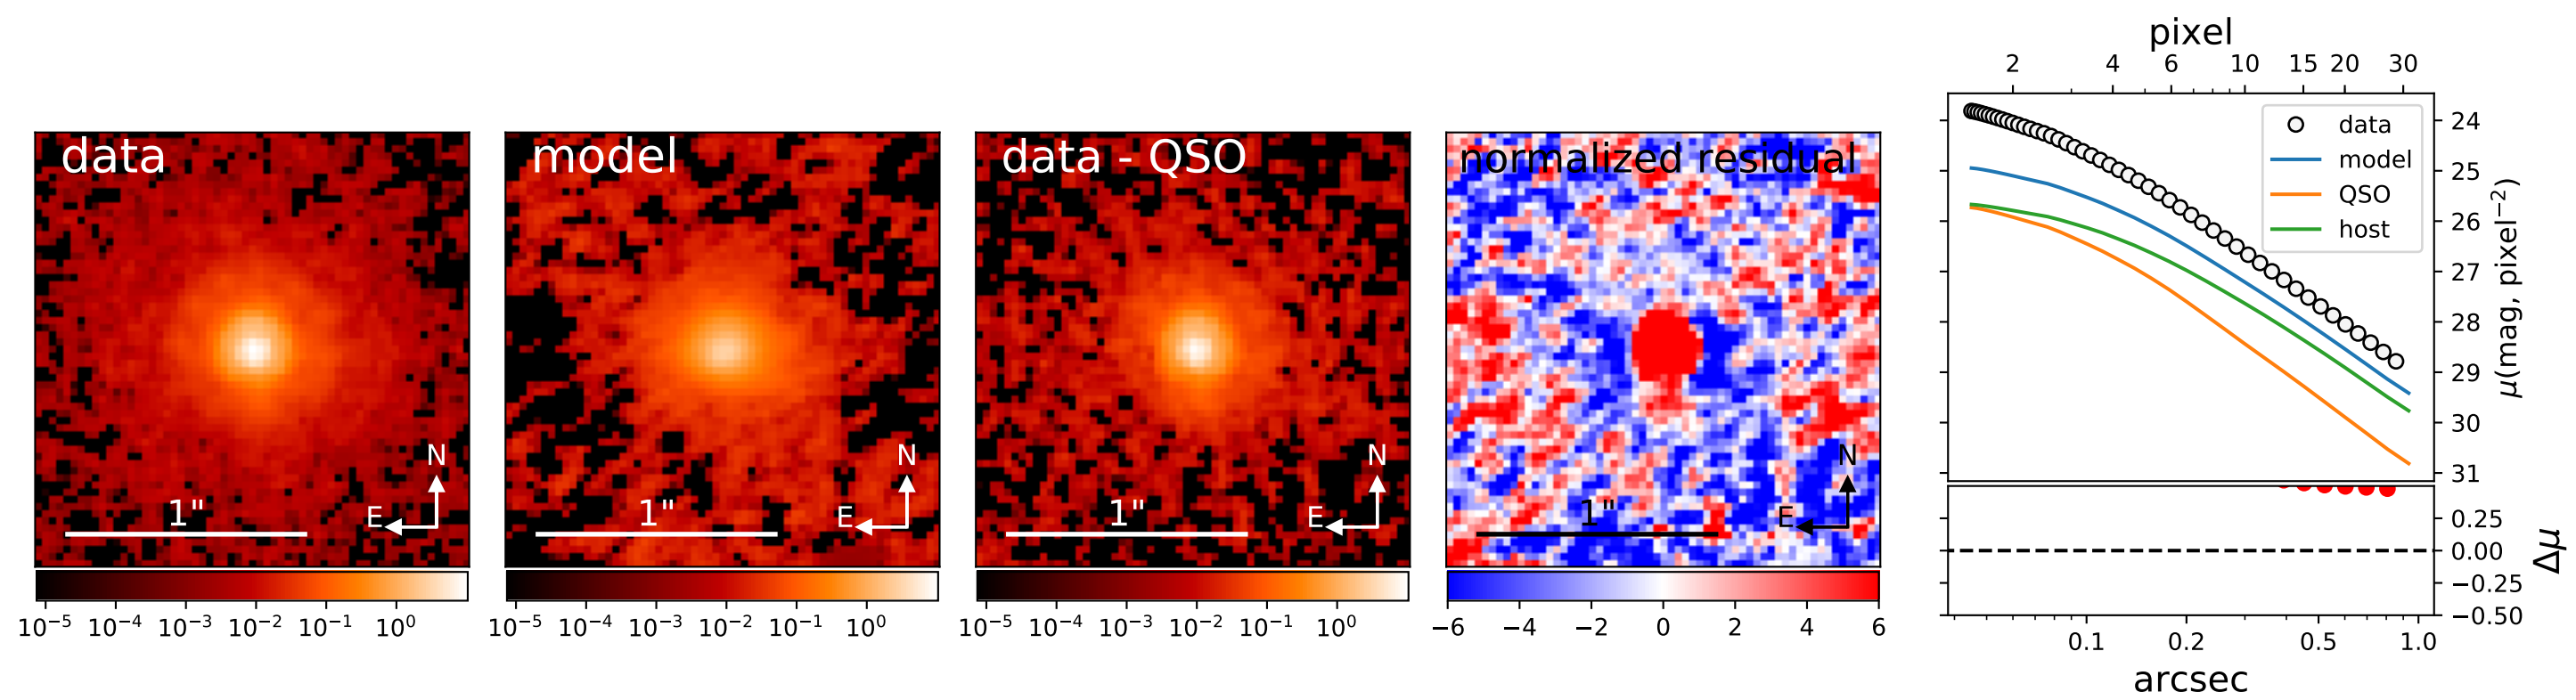 data
N
E
1"
10⁻⁵ 10⁻⁴ 10⁻³ 10⁻² 10⁻¹ 10⁰
model
N
E
1"
10⁻⁵ 10⁻⁴ 10⁻³ 10⁻² 10⁻¹ 10⁰
data - QSO
N
E
1"
10⁻⁵ 10⁻⁴ 10⁻³ 10⁻² 10⁻¹ 10⁰
normalized residual
N
E
1"
−6 −4 −2 0 2 4 6
pixel
2 4 6 10 15 20 30
data
model
QSO
host
24
25
26
27
28
29
30
31
μ(mag, pixel⁻²)
0.25
0.00
−0.25
−0.50
Δμ
0.1 0.2 0.5 1.0
arcsec